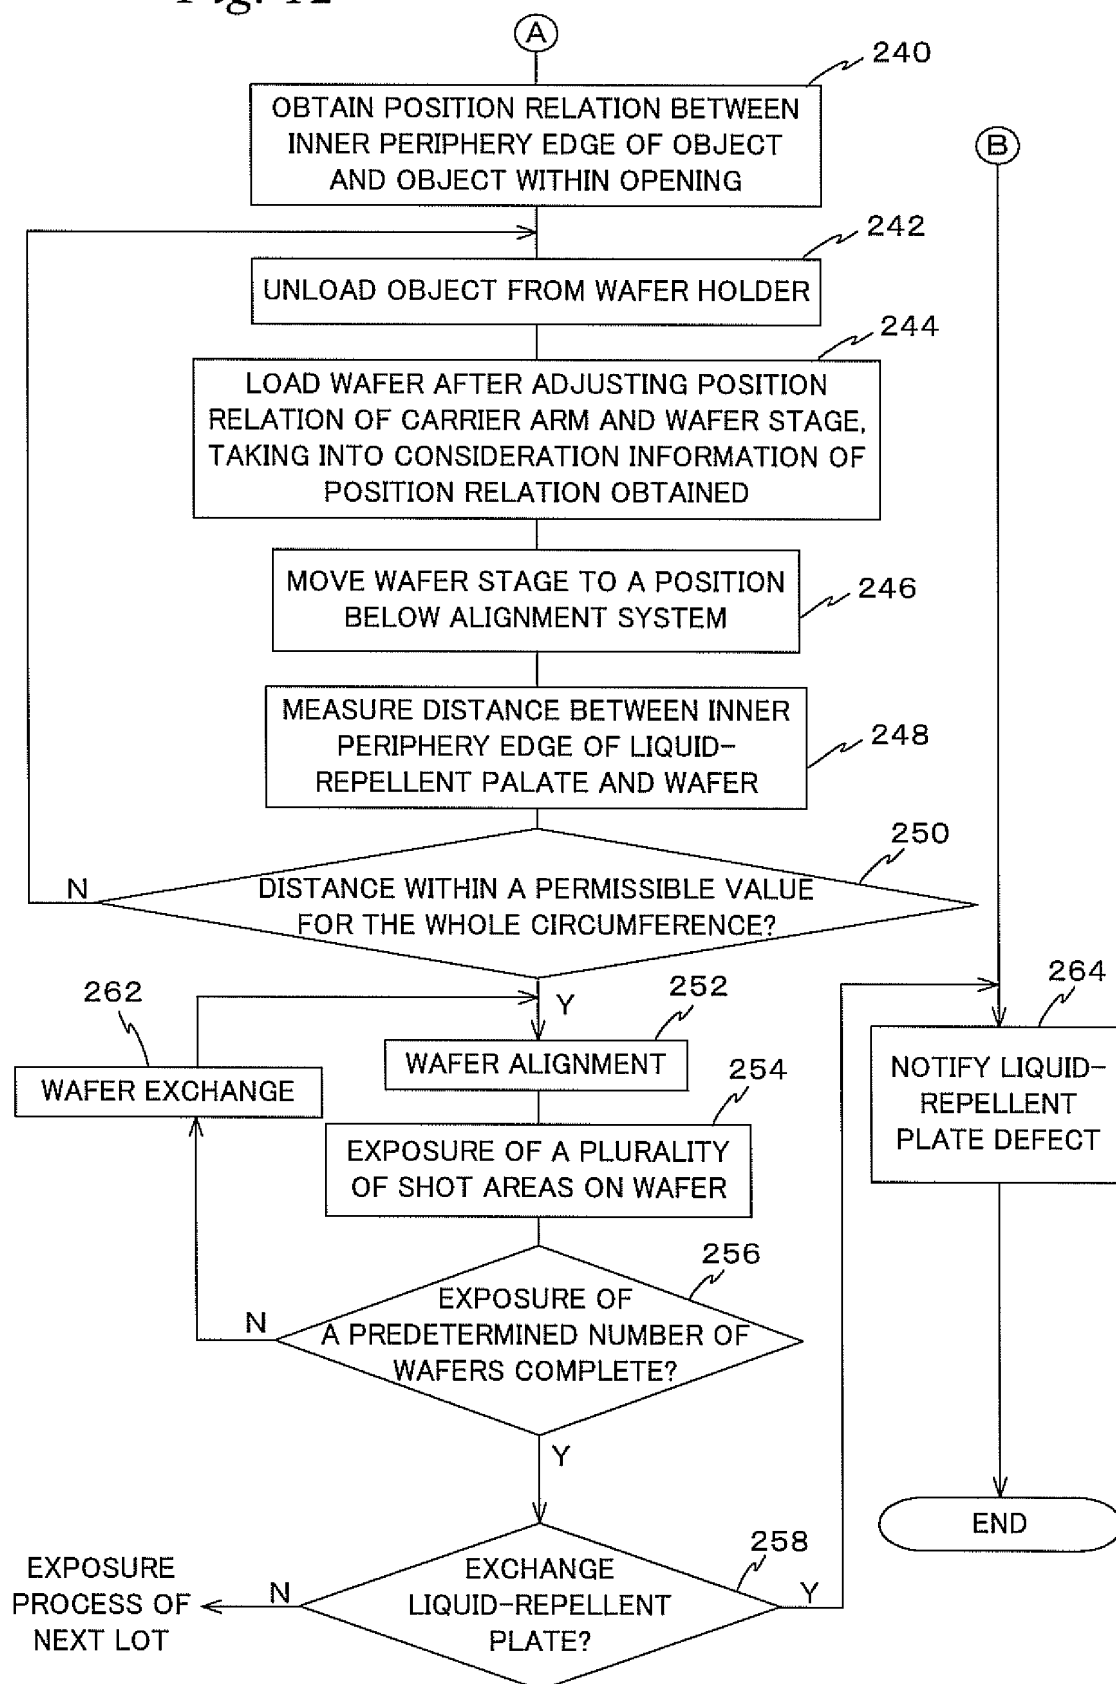 Fig. 12
A
240
OBTAIN POSITION RELATION BETWEEN
INNER PERIPHERY EDGE OF OBJECT
AND OBJECT WITHIN OPENING
B
242
UNLOAD OBJECT FROM WAFER HOLDER
244
LOAD WAFER AFTER ADJUSTING POSITION
RELATION OF CARRIER ARM AND WAFER STAGE,
TAKING INTO CONSIDERATION INFORMATION OF
POSITION RELATION OBTAINED
MOVE WAFER STAGE TO A POSITION
BELOW ALIGNMENT SYSTEM
246
MEASURE DISTANCE BETWEEN INNER
PERIPHERY EDGE OF LIQUID-
REPELLENT PALATE AND WAFER
248
250
N
DISTANCE WITHIN A PERMISSIBLE VALUE
FOR THE WHOLE CIRCUMFERENCE?
Y
262
WAFER EXCHANGE
252
WAFER ALIGNMENT
264
NOTIFY LIQUID-
REPELLENT
PLATE DEFECT
254
EXPOSURE OF A PLURALITY
OF SHOT AREAS ON WAFER
256
N
EXPOSURE OF
A PREDETERMINED NUMBER OF
WAFERS COMPLETE?
Y
END
258
EXCHANGE
LIQUID-REPELLENT
PLATE?
N
Y
EXPOSURE
PROCESS OF
NEXT LOT